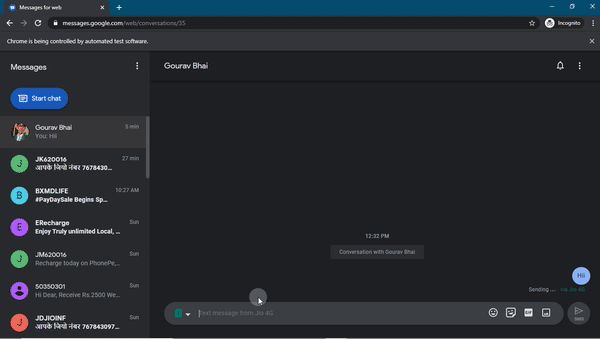 Messages for web
messages.google.com/web/conversations/35
Incognito
Chrome is being controlled by automated test software.
Messages
Start chat
Gourav Bhai
5 min
You: Hii
JK620016
27 min
आपके जियो नंबर 7678430...
BXMDLIFE
10:27 AM
#PayDaySale Begins Sp...
ERecharge
Sun
Enjoy Truly unlimited Local, ...
JM620016
Sun
Recharge today on PhonePe,...
50350301
Sun
Hi Dear, Receive Rs.2500 We...
JDJIOINF
Sun
आपके जियो नंबर 767843097...
Gourav Bhai
12:32 PM
Conversation with Gourav Bhai
Hii
Sending ... via Jio 4G
Text message from Jio 4G
GIF
SMS